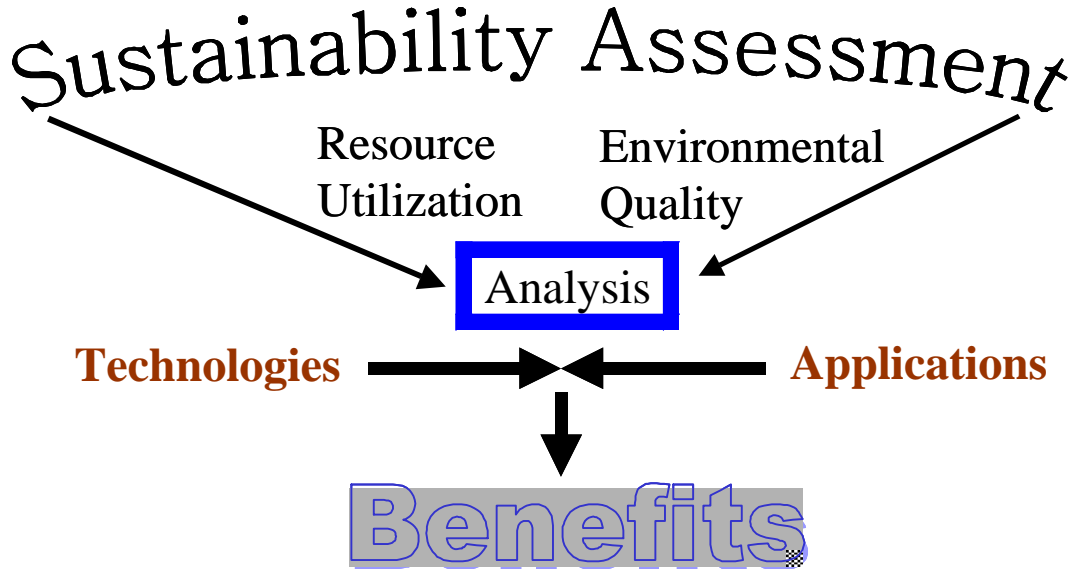 Sustainability Assessment
Resource
Utilization
Environmental
Quality
Analysis
Technologies
Applications
Benefits